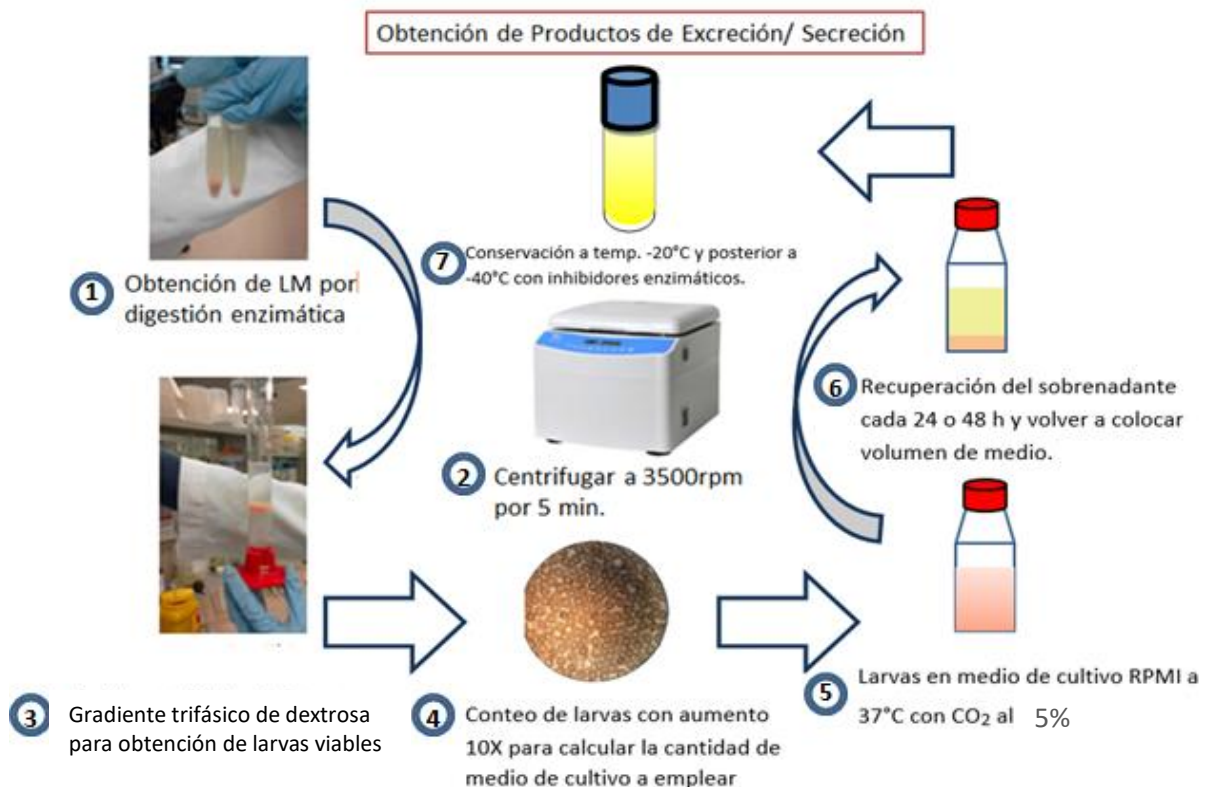 Obtención de Productos de Excreción/ Secreción
1
Obtención de LM por
digestión enzimática
2
Centrifugar a 3500rpm
por 5 min.
3
Gradiente trifásico de dextrosa
para obtención de larvas viables
4
Conteo de larvas con aumento
10X para calcular la cantidad de
medio de cultivo a emplear
5
Larvas en medio de cultivo RPMI a
37°C con CO₂ al 5%
6
Recuperación del sobrenadante
cada 24 o 48 h y volver a colocar
volumen de medio.
7
Conservación a temp. -20°C y posterior a
-40°C con inhibidores enzimáticos.